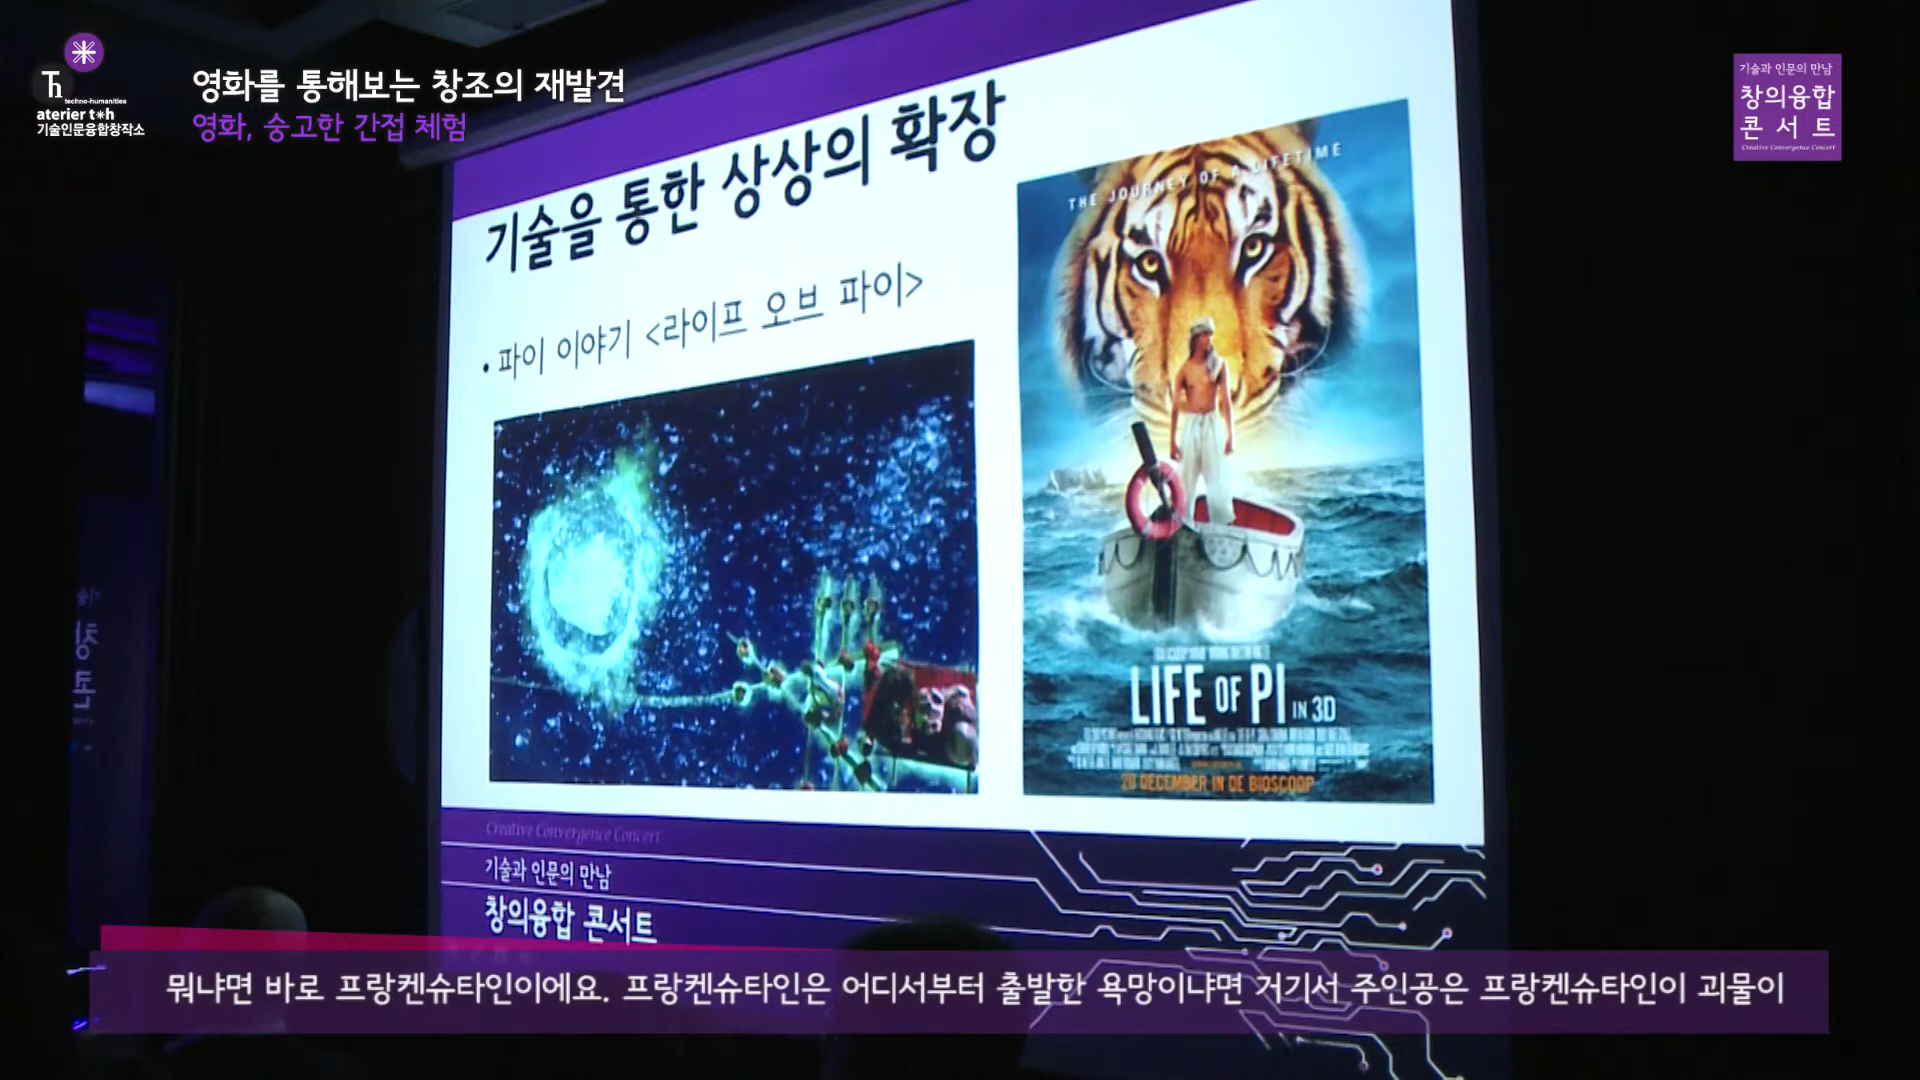 Th
techno-humanities
aterier t*h
기술인문융합창작소
영화를 통해보는 창조의 재발견
영화, 숭고한 간접 체험
기술과 인문의 만남
창의융합
콘서트
Creative Convergence Concert
기술을 통한 상상의 확장
• 파이 이야기 <라이프 오브 파이>
THE JOURNEY OF A LIFETIME
LIFE OF PI IN 3D
20 DECEMBER IN DE BIOSCOOP
Creative Convergence Concert
기술과 인문의 만남
창의융합 콘서트
뭐냐면 바로 프랑켄슈타인이에요. 프랑켄슈타인은 어디서부터 출발한 욕망이냐면 거기서 주인공은 프랑켄슈타인이 괴물이